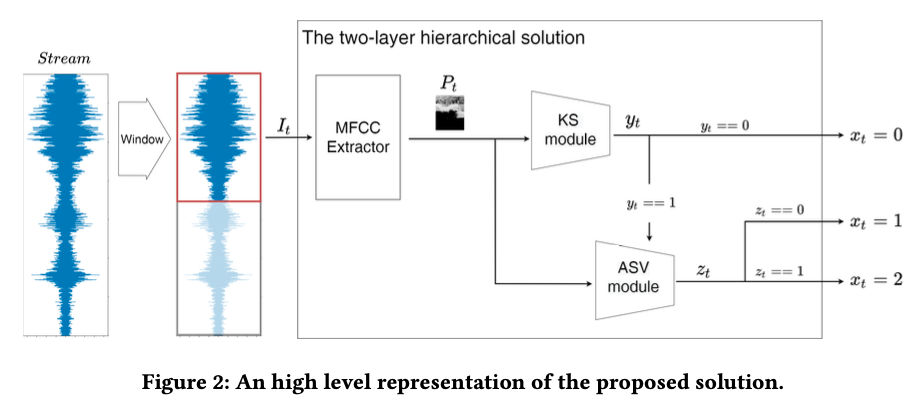 The two-layer hierarchical solution
Stream
Window
I_t
MFCC
Extractor
P_t
KS
module
y_t
y_t == 0
x_t = 0
y_t == 1
ASV
module
z_t
z_t == 0
x_t = 1
z_t == 1
x_t = 2
Figure 2: An high level representation of the proposed solution.